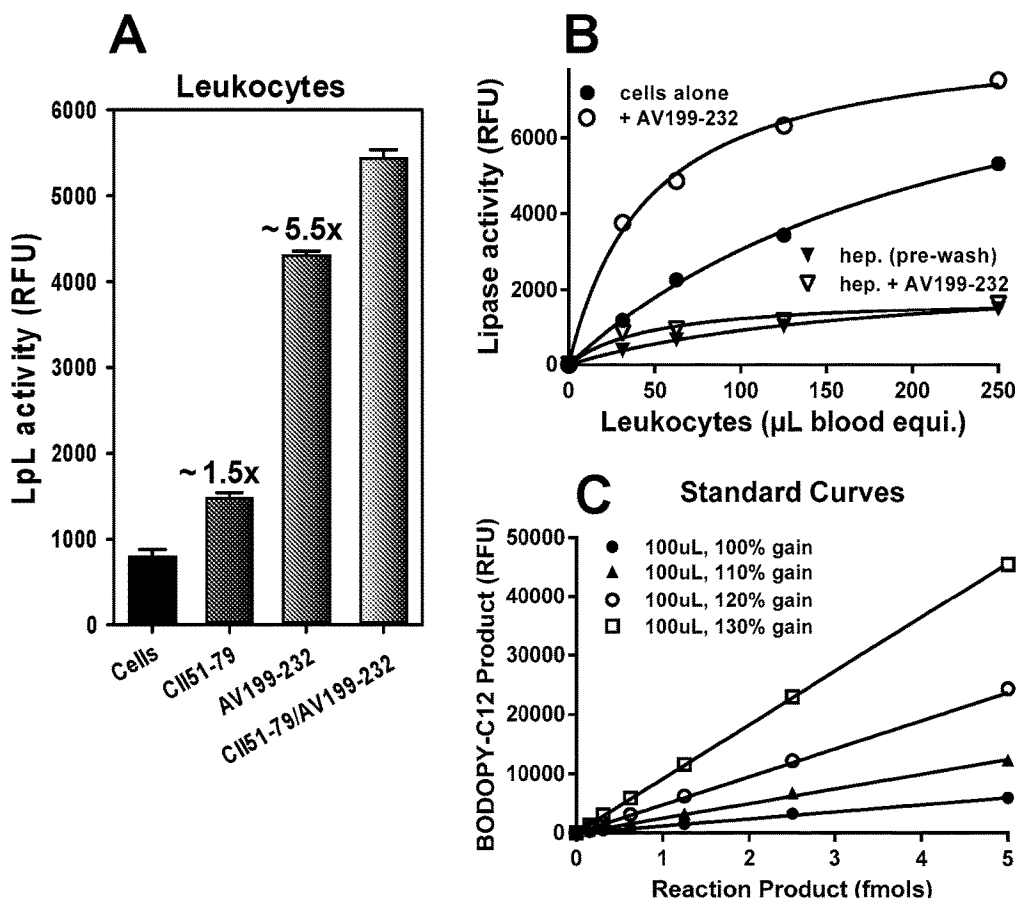 A
Leukocytes
LpL activity (RFU)
6000
5000
4000
3000
2000
1000
0
~ 1.5x
~ 5.5x
Cells
CII51-79
AV199-232
CII51-79/AV199-232
B
Lipase activity (RFU)
6000
4000
2000
0
cells alone
+ AV199-232
hep. (pre-wash)
hep. + AV199-232
0 50 100 150 200 250
Leukocytes (µL blood equi.)
C
Standard Curves
BODOPY-C12 Product (RFU)
50000
40000
30000
20000
10000
0
100uL, 100% gain
100uL, 110% gain
100uL, 120% gain
100uL, 130% gain
0 1 2 3 4 5
Reaction Product (fmols)